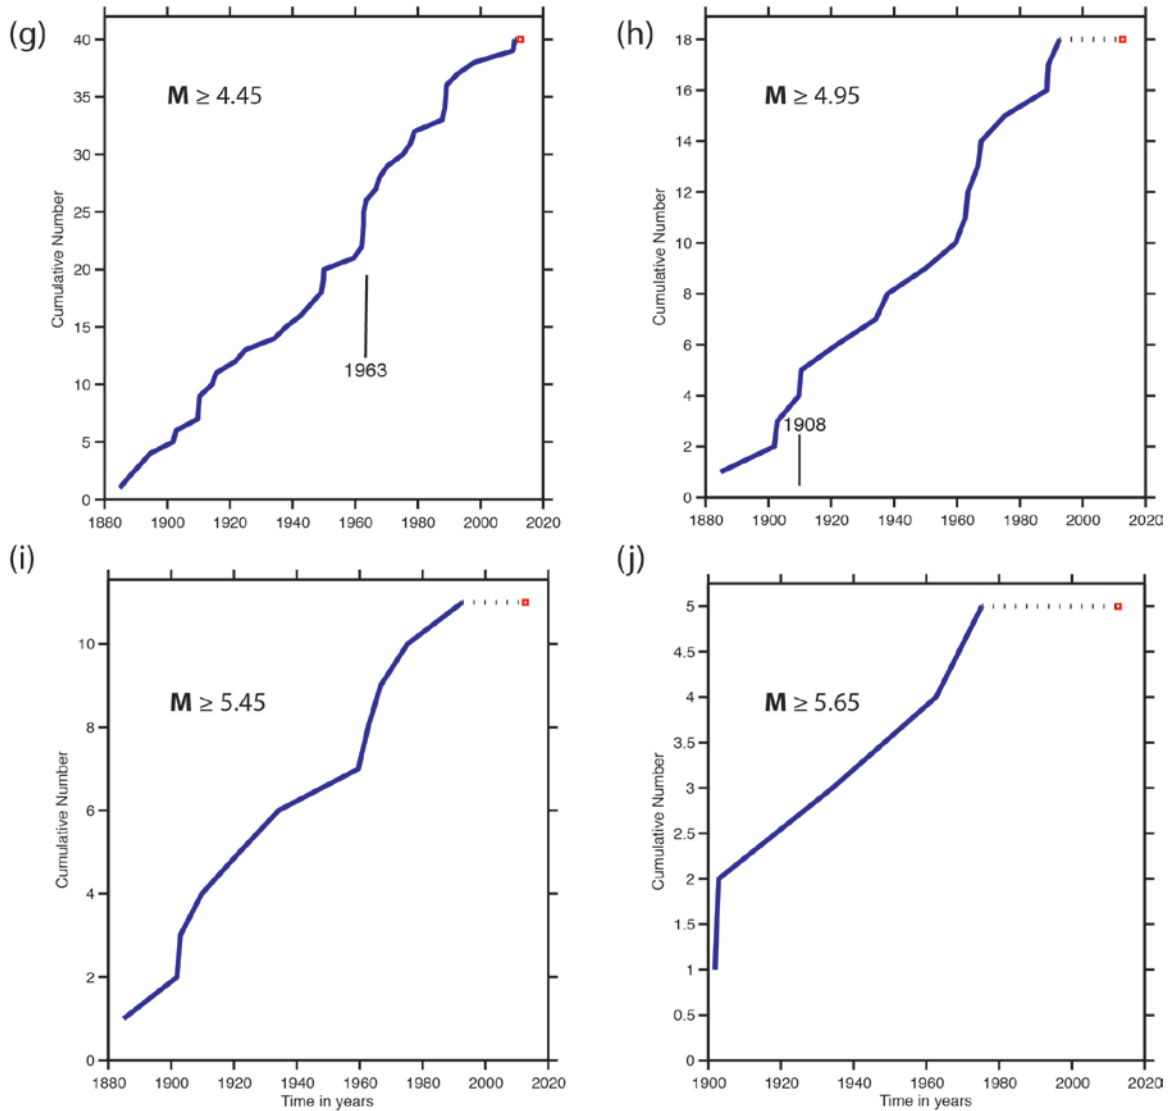 (g)
M ≥ 4.45
Cumulative Number
40
35
30
25
20
15
10
5
0
1963
1880 1900 1920 1940 1960 1980 2000 2020
(h)
M ≥ 4.95
Cumulative Number
18
16
14
12
10
8
6
4
2
0
1908
1880 1900 1920 1940 1960 1980 2000 2020
(i)
M ≥ 5.45
Cumulative Number
10
8
6
4
2
0
1880 1900 1920 1940 1960 1980 2000 2020
Time in years
(j)
M ≥ 5.65
Cumulative Number
5
4.5
4
3.5
3
2.5
2
1.5
1
0.5
0
1900 1920 1940 1960 1980 2000 2020
Time in years